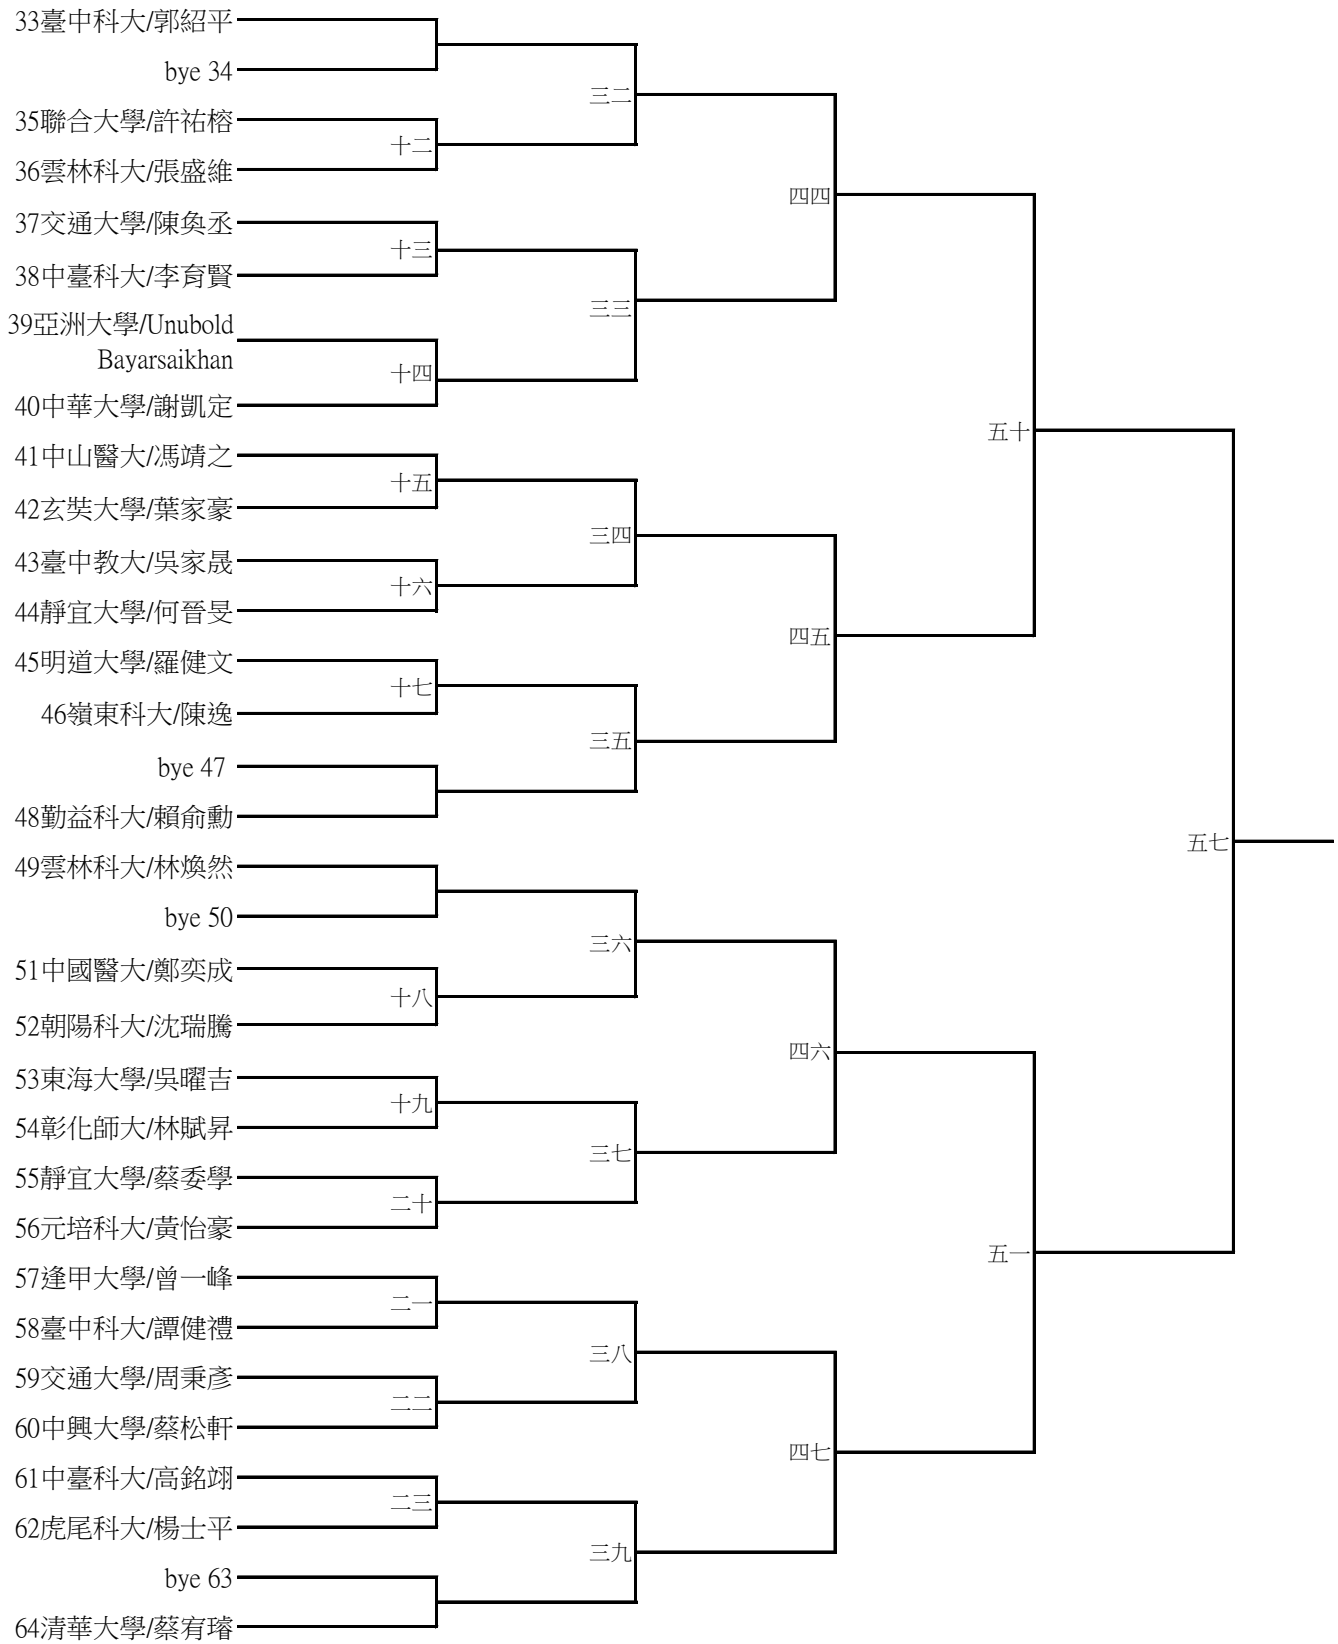 33臺中科大/郭紹平
bye 34
三二
35聯合大學/許祐榕
十二
36雲林科大/張盛維
四四
37交通大學/陳奐丞
十三
38中臺科大/李育賢
三三
39亞洲大學/Unubold
Bayarsaikhan
十四
40中華大學/謝凱定
五十
41中山醫大/馮靖之
十五
42玄奘大學/葉家豪
三四
43臺中教大/吳家晟
十六
44靜宜大學/何晉旻
四五
45明道大學/羅健文
十七
46嶺東科大/陳逸
三五
bye 47
48勤益科大/賴俞勳
五七
49雲林科大/林煥然
bye 50
三六
51中國醫大/鄭奕成
十八
52朝陽科大/沈瑞騰
四六
53東海大學/吳曜吉
十九
54彰化師大/林賦昇
三七
55靜宜大學/蔡委學
二十
56元培科大/黃怡豪
五一
57逢甲大學/曾一峰
二一
58臺中科大/譚健禮
三八
59交通大學/周秉彥
二二
60中興大學/蔡松軒
四七
61中臺科大/高銘翊
二三
62虎尾科大/楊士平
三九
bye 63
64清華大學/蔡宥璿